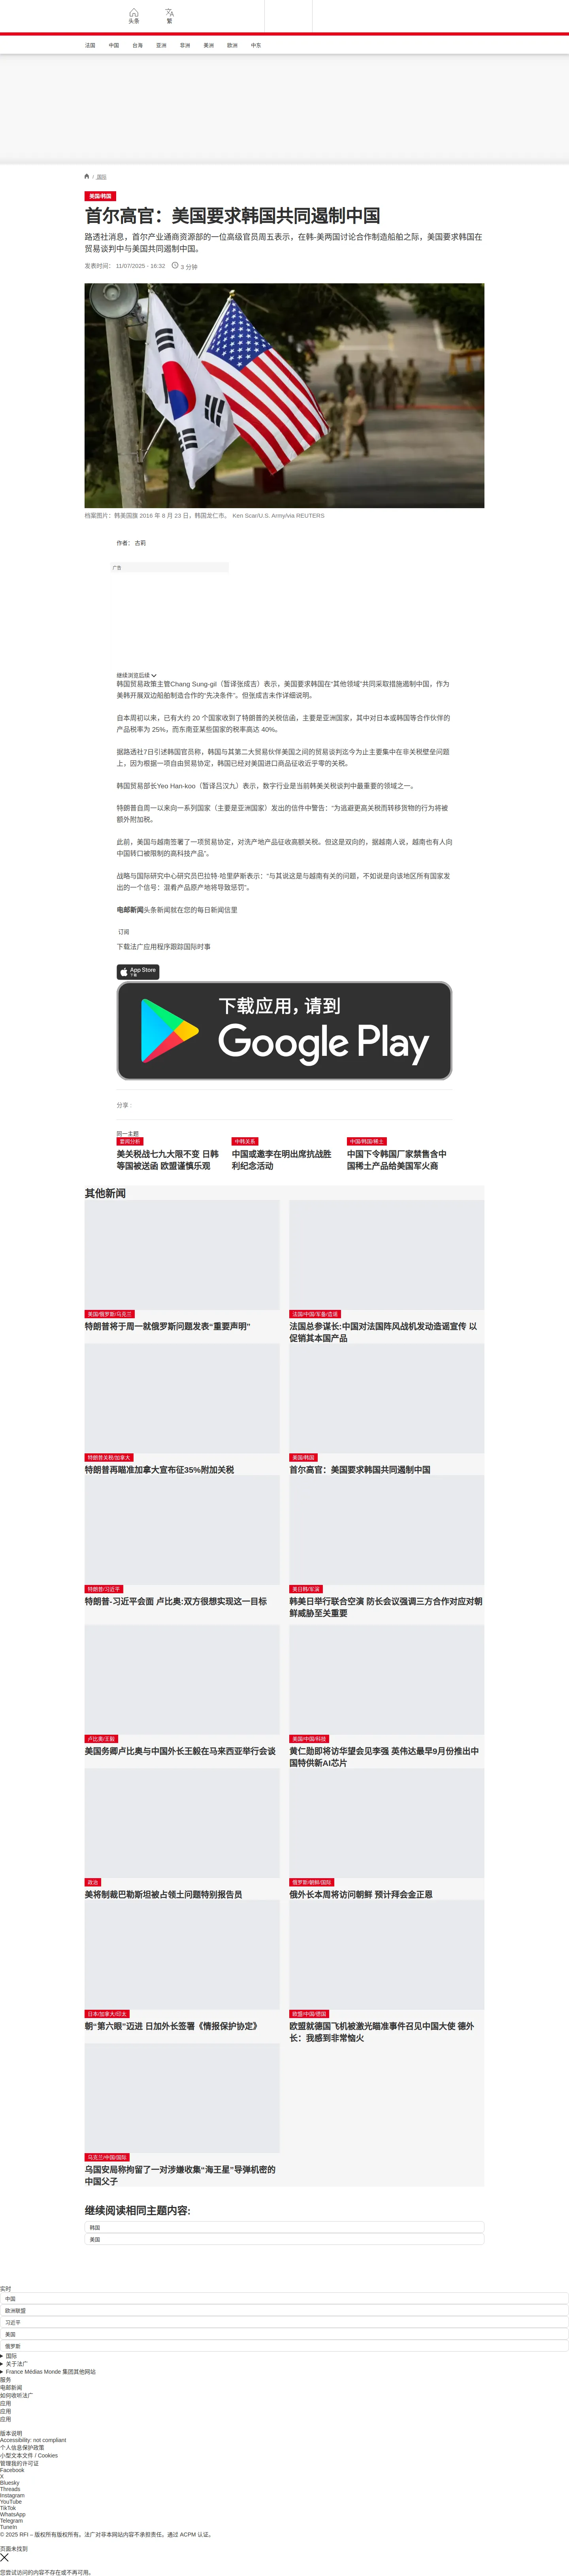 头条
繁
法国
中国
台海
亚洲
非洲
美洲
欧洲
中东
/ 国际
美国/韩国
首尔高官：美国要求韩国共同遏制中国
路透社消息，首尔产业通商资源部的一位高级官员周五表示，在韩-美两国讨论合作制造船舶之际，美国要求韩国在
贸易谈判中与美国共同遏制中国。
发表时间： 11/07/2025 - 16:32
3 分钟
档案图片：韩美国旗 2016 年 8 月 23 日，韩国龙仁市。 Ken Scar/U.S. Army/via REUTERS
作者： 古莉
广告
继续浏览后续
韩国贸易政策主管Chang Sung-gil（暂译张成吉）表示，美国要求韩国在“其他领域”共同采取措施遏制中国，作为
美韩开展双边船舶制造合作的“先决条件”。但张成吉未作详细说明。
自本周初以来，已有大约 20 个国家收到了特朗普的关税信函，主要是亚洲国家，其中对日本或韩国等合作伙伴的
产品税率为 25%，而东南亚某些国家的税率高达 40%。
据路透社7日引述韩国官员称，韩国与其第二大贸易伙伴美国之间的贸易谈判迄今为止主要集中在非关税壁垒问题
上，因为根据一项自由贸易协定，韩国已经对美国进口商品征收近乎零的关税。
韩国贸易部长Yeo Han-koo（暂译吕汉九）表示，数字行业是当前韩美关税谈判中最重要的领域之一。
特朗普自周一以来向一系列国家（主要是亚洲国家）发出的信件中警告：“为逃避更高关税而转移货物的行为将被
额外附加税。
此前，美国与越南签署了一项贸易协定，对洗产地产品征收高额关税。但这是双向的，据越南人说，越南也有人向
中国转口被限制的高科技产品”。
战略与国际研究中心研究员巴拉特·哈里萨斯表示：“与其说这是与越南有关的问题，不如说是向该地区所有国家发
出的一个信号：混肴产品原产地将导致惩罚”。
电邮新闻头条新闻就在您的每日新闻信里
订阅
下载法广应用程序跟踪国际时事
App Store
下载
下载应用，请到
Google Play
分享 :
同一主题
要闻分析
美关税战七九大限不变 日韩
等国被送函 欧盟谨慎乐观
中韩关系
中国或邀李在明出席抗战胜
利纪念活动
中国/韩国/稀土
中国下令韩国厂家禁售含中
国稀土产品给美国军火商
其他新闻
美国/俄罗斯/乌克兰
特朗普将于周一就俄罗斯问题发表“重要声明”
法国/中国/军备/造谣
法国总参谋长:中国对法国阵风战机发动造谣宣传 以
促销其本国产品
特朗普关税/加拿大
特朗普再瞄准加拿大宣布征35%附加关税
美国/韩国
首尔高官：美国要求韩国共同遏制中国
特朗普/习近平
特朗普-习近平会面 卢比奥:双方很想实现这一目标
美日韩/军演
韩美日举行联合空演 防长会议强调三方合作对应对朝
鲜威胁至关重要
卢比奥/王毅
美国务卿卢比奥与中国外长王毅在马来西亚举行会谈
美国/中国/科技
黄仁勋即将访华望会见李强 英伟达最早9月份推出中
国特供新AI芯片
政治
美将制裁巴勒斯坦被占领土问题特别报告员
俄罗斯/朝鲜/国际
俄外长本周将访问朝鲜 预计拜会金正恩
日本/加拿大/印太
朝“第六眼”迈进 日加外长签署《情报保护协定》
欧盟/中国/德国
欧盟就德国飞机被激光瞄准事件召见中国大使 德外
长：我感到非常恼火
乌克兰/中国/国际
乌国安局称拘留了一对涉嫌收集“海王星”导弹机密的
中国父子
继续阅读相同主题内容:
韩国
美国
实时
中国
欧洲联盟
习近平
美国
俄罗斯
国际
关于法广
France Médias Monde 集团其他网站
服务
电邮新闻
如何收听法广
应用
应用
应用
版本说明
Accessibility: not compliant
个人信息保护政策
小型文本文件 / Cookies
管理我的许可证
Facebook
X
Bluesky
Threads
Instagram
YouTube
TikTok
WhatsApp
Telegram
TuneIn
© 2025 RFI – 版权所有版权所有。法广对非本网站内容不承担责任。通过 ACPM 认证。
页面未找到
您尝试访问的内容不存在或不再可用。